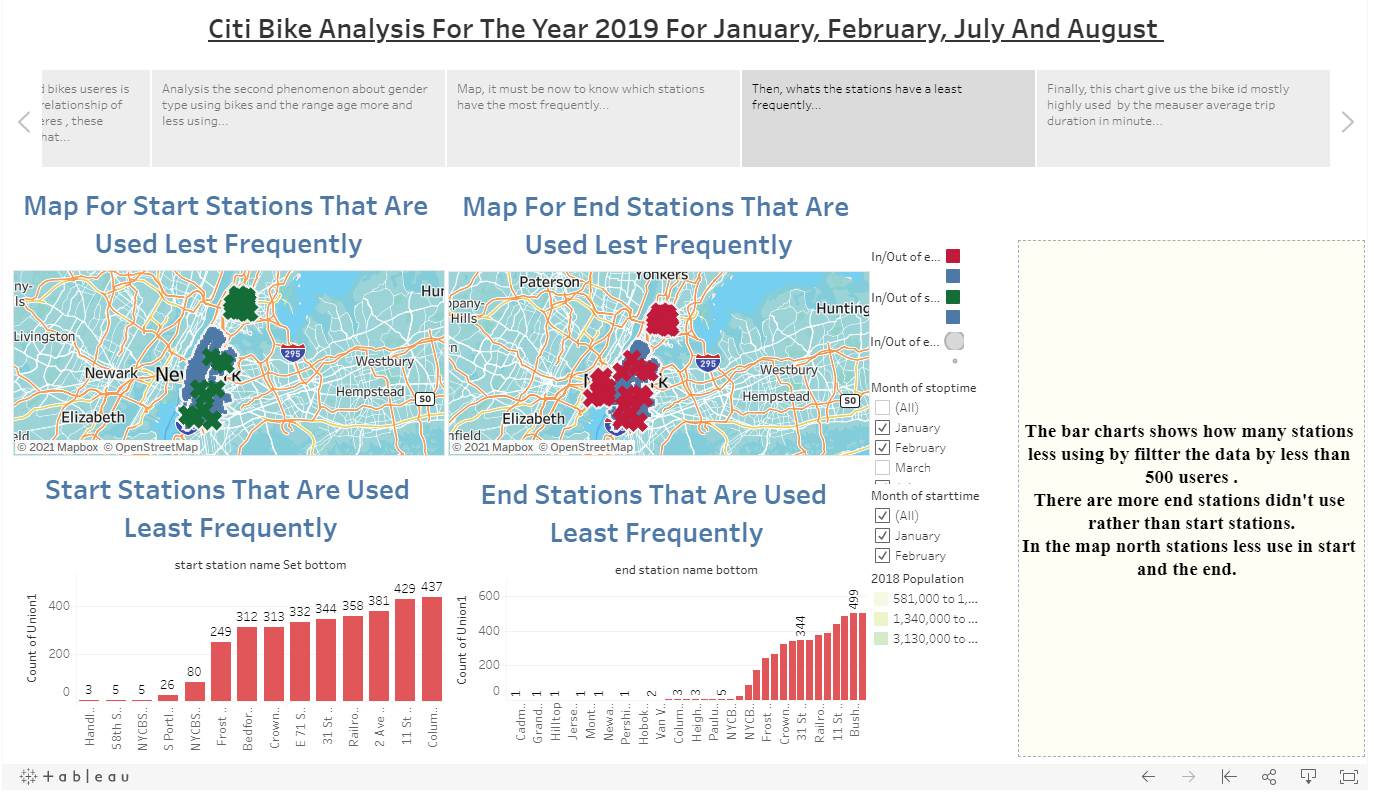 Citi Bike Analysis For The Year 2019 For January, February, July And August
d bikes useres is
relationship of
eres , these
hat...
Analysis the second phenomenon about gender
type using bikes and the range age more and
less using...
Map, it must be now to know which stations
have the most frequently...
Then, whats the stations have a least
frequently...
Finally, this chart give us the bike id mostly
highly used by the meauser average trip
duration in minute...
Map For Start Stations That Are
Used Lest Frequently
Map For End Stations That Are
Used Lest Frequently
ny-
ls
Livingston
Newark
New
rk
Elizabeth
eld
Hun
295
Westbury
Hempstead
SO
© 2021 Mapbox © OpenStreetMap
Paterson
Yonkers
pany-
Hills
Hunting
295
Westbury
Hempstead
SO
rn
rk
Elizabeth
nfield
© 2021 Mapbox © OpenStreetMap
In/Out of e...
In/Out of s...
In/Out of e...
Month of stoptime
(All)
January
February
March
Month of starttime
(All)
January
February
2018 Population
581,000 to 1,...
1,340,000 to ...
3,130,000 to ...
The bar charts shows how many stations
less using by filtter the data by less than
500 useres .
There are more end stations didn't use
rather than start stations.
In the map north stations less use in start
and the end.
Start Stations That Are Used
Least Frequently
start station name Set bottom
Count of Union1
400
200
0
3
5
5
26
80
249
312
313
332
344
358
381
429
437
Handl..
58th S..
NYCBS..
S Portl..
NYCBS..
Frost ..
Bedfor..
Crown..
E 71 S..
31 St ..
Railro..
2 Ave ..
11 St ..
Colum..
End Stations That Are Used
Least Frequently
end station name bottom
Count of Union1
600
400
200
0
1
1
1
1
1
1
2
3
3
5
344
499
Cadm..
Grand..
Hilltop
Jerse..
Mont..
Newa..
Pershi..
Hobok..
Van V..
Colum..
Heigh..
Paulu..
NYCB..
NYCB..
Frost ..
Crown..
31 St ..
Railro..
11 St ..
Bush..
+ a b | e a u